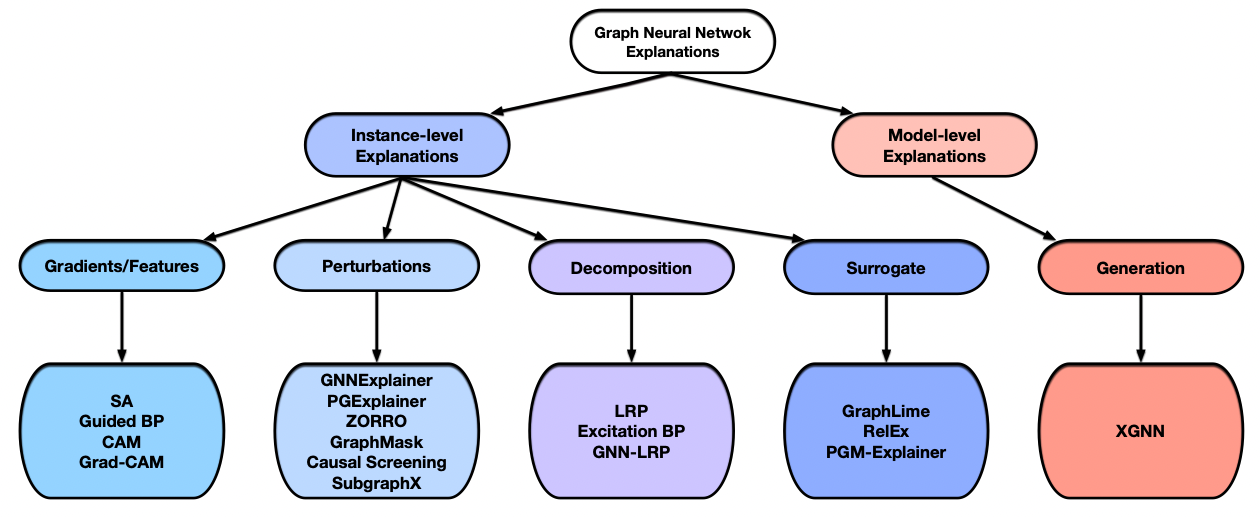 Graph Neural Netwok
Explanations
Instance-level
Explanations
Model-level
Explanations
Gradients/Features
Perturbations
Decomposition
Surrogate
Generation
SA
Guided BP
CAM
Grad-CAM
GNNExplainer
PGExplainer
ZORRO
GraphMask
Causal Screening
SubgraphX
LRP
Excitation BP
GNN-LRP
GraphLime
RelEx
PGM-Explainer
XGNN